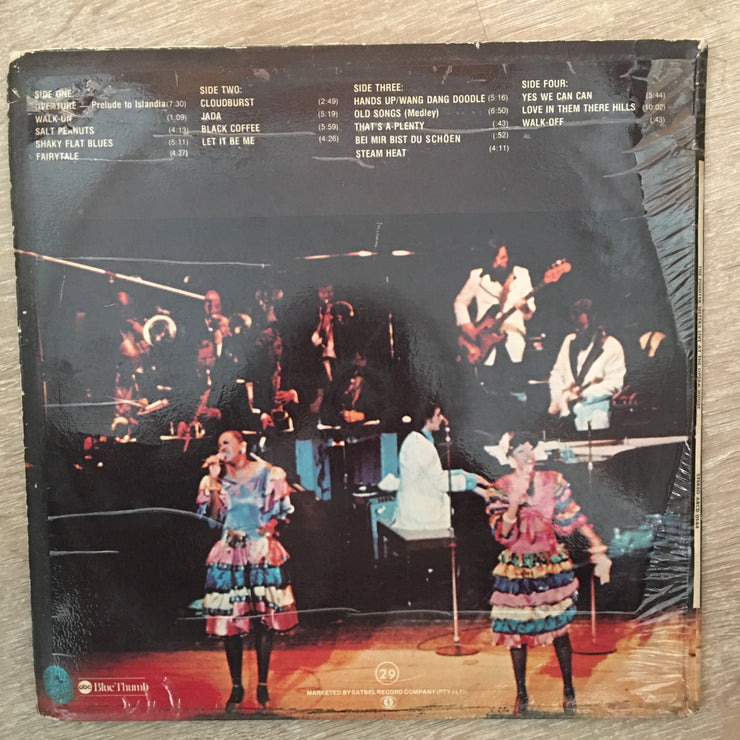 SIDE ONE:
OVERTURE — Prelude to Islandia (7:30)
WALK-ON (1,09)
SALT PEANUTS (4:13)
SHAKY FLAT BLUES (5:11)
FAIRYTALE (4:27)
SIDE TWO:
CLOUDBURST (2:49)
JADA (5:19)
BLACK COFFEE (5:59)
LET IT BE ME (4:26)
SIDE THREE:
HANDS UP/WANG DANG DOODLE (5:16)
OLD SONGS (Medley) (6:50)
THAT'S A-PLENTY (:43)
BEI MIR BIST DU SCHÖEN (:52)
STEAM HEAT (4:11)
SIDE FOUR:
YES WE CAN CAN (5:44)
LOVE IN THEM THERE HILLS (10:02)
WALK-OFF (:43)
abc Blue Thumb
29
MARKETED BY SATBEL RECORD COMPANY (PTY.) LTD.